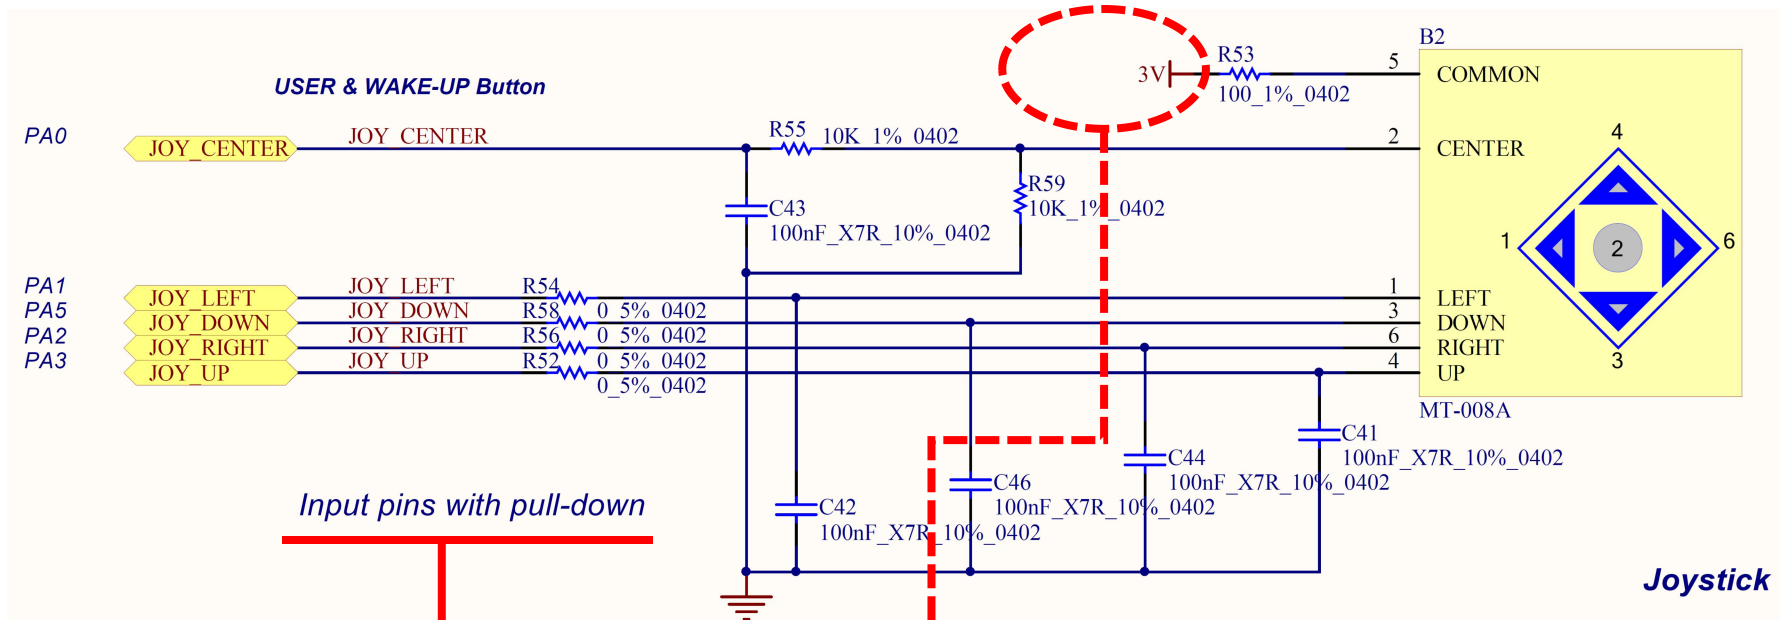 B2
R53
5
3V
COMMON
USER & WAKE-UP Button
100_1%_0402
PA0
JOY_CENTER
JOY_CENTER
R55
10K_1%_0402
2
CENTER
4
R59
10K_1%_0402
C43
100nF_X7R_10%_0402
1
2
6
PA1
JOY_LEFT
JOY_LEFT
R54
0_5%_0402
1
LEFT
PA5
JOY_DOWN
JOY_DOWN
R58
0_5%_0402
3
DOWN
PA2
JOY_RIGHT
JOY_RIGHT
R56
0_5%_0402
6
RIGHT
PA3
JOY_UP
JOY_UP
R52
0_5%_0402
4
UP
3
MT-008A
C41
100nF_X7R_10%_0402
C44
100nF_X7R_10%_0402
C46
100nF_X7R_10%_0402
C42
100nF_X7R_10%_0402
Input pins with pull-down
Joystick